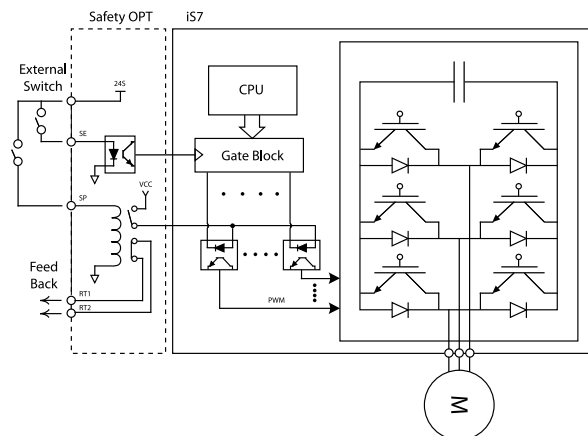 Safety OPT
iS7
External
Switch
24S
CPU
SE
Gate Block
VCC
SP
Feed
Back
RT1
RT2
PWM
M